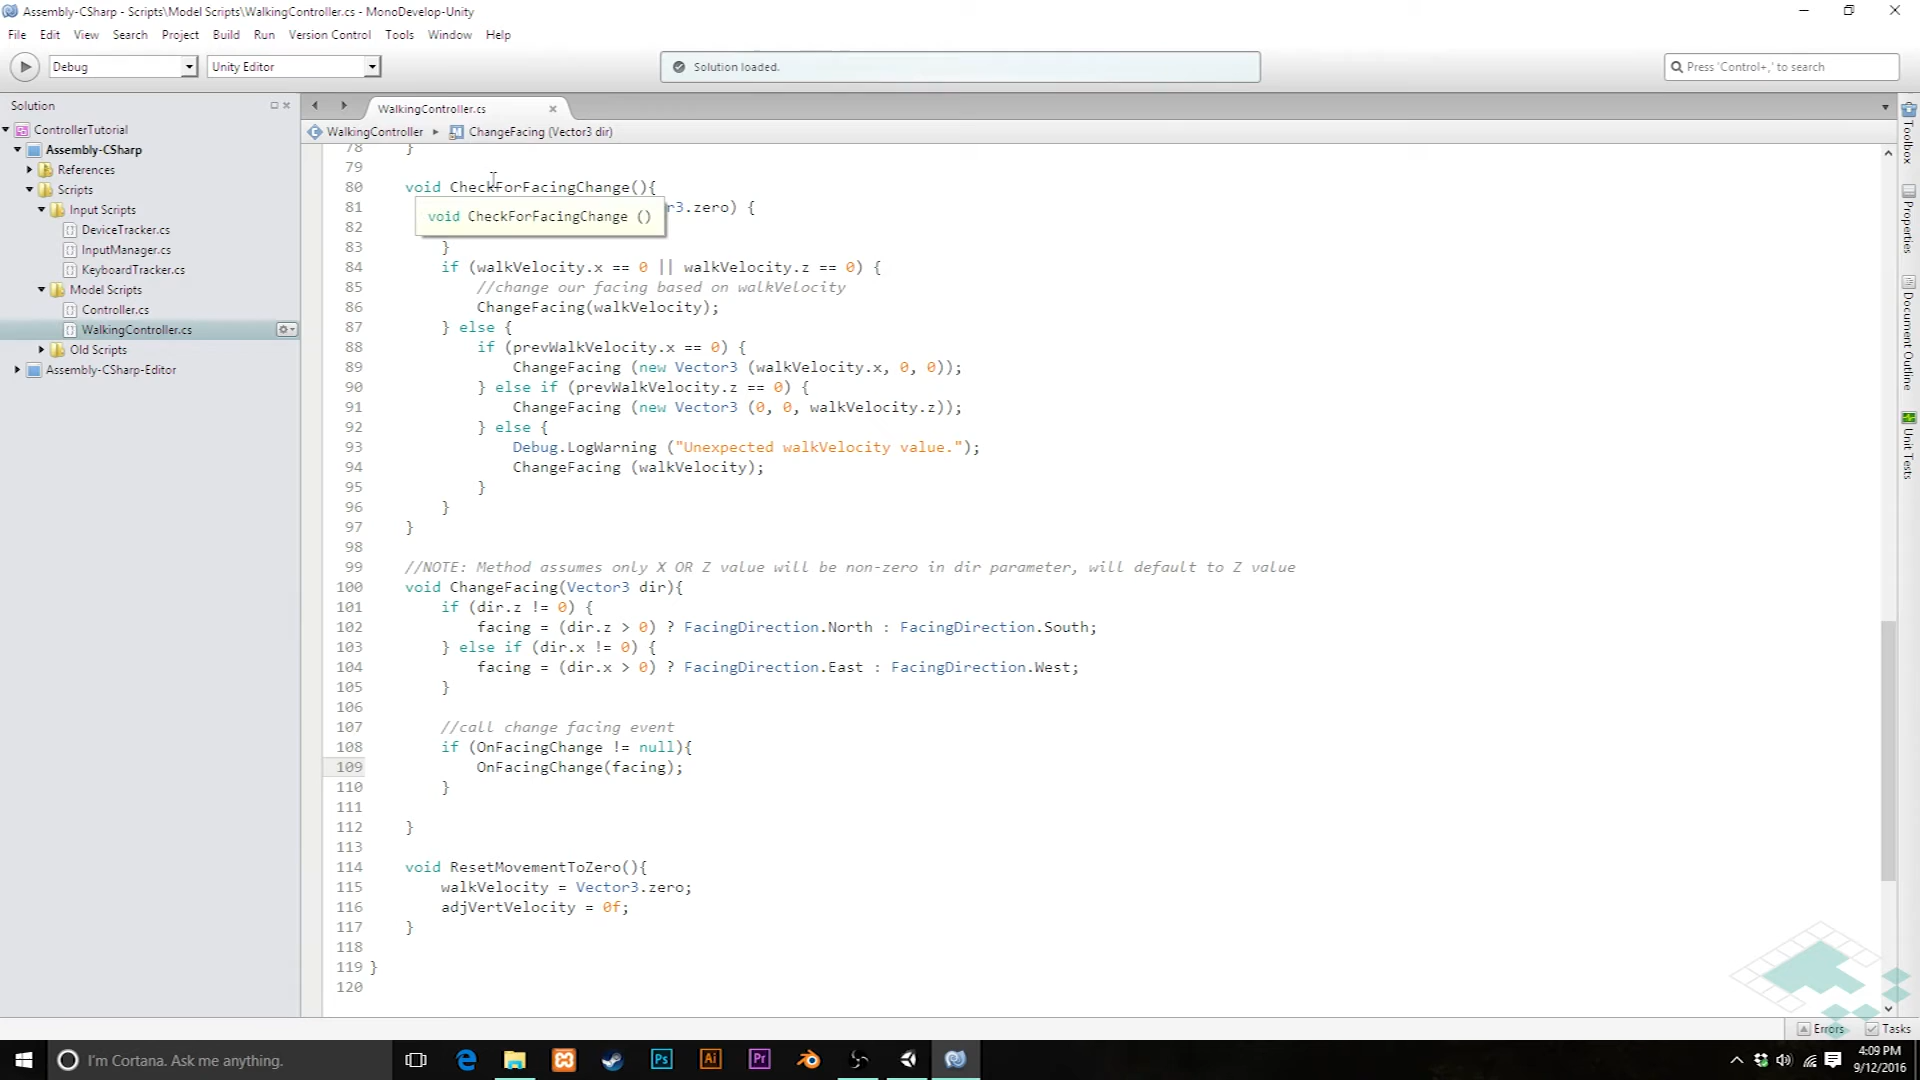 Assembly-CSharp - Scripts\Model Scripts\WalkingController.cs - MonoDevelop-Unity
File Edit View Search Project Build Run Version Control Tools Window Help
Debug Unity Editor Solution loaded. Press 'Control+,' to search
Solution
ControllerTutorial
Assembly-CSharp
References
Scripts
Input Scripts
DeviceTracker.cs
InputManager.cs
KeyboardTracker.cs
Model Scripts
Controller.cs
WalkingController.cs
Old Scripts
Assembly-CSharp-Editor
WalkingController.cs
WalkingController ChangeFacing (Vector3 dir)
78 }
79
80 void CheckForFacingChange(){
81 r3.zero) {
void CheckForFacingChange ()
82
83 }
84 if (walkVelocity.x == 0 || walkVelocity.z == 0) {
85 //change our facing based on walkVelocity
86 ChangeFacing(walkVelocity);
87 } else {
88 if (prevWalkVelocity.x == 0) {
89 ChangeFacing (new Vector3 (walkVelocity.x, 0, 0));
90 } else if (prevWalkVelocity.z == 0) {
91 ChangeFacing (new Vector3 (0, 0, walkVelocity.z));
92 } else {
93 Debug.LogWarning ("Unexpected walkVelocity value.");
94 ChangeFacing (walkVelocity);
95 }
96 }
97 }
98
99 //NOTE: Method assumes only X OR Z value will be non-zero in dir parameter, will default to Z value
100 void ChangeFacing(Vector3 dir){
101 if (dir.z != 0) {
102 facing = (dir.z > 0) ? FacingDirection.North : FacingDirection.South;
103 } else if (dir.x != 0) {
104 facing = (dir.x > 0) ? FacingDirection.East : FacingDirection.West;
105 }
106
107 //call change facing event
108 if (OnFacingChange != null){
109 OnFacingChange(facing);
110 }
111
112 }
113
114 void ResetMovementToZero(){
115 walkVelocity = Vector3.zero;
116 adjVertVelocity = 0f;
117 }
118
119 }
120
Toolbox
Properties
Document Outline
Unit Tests
Errors Tasks
I'm Cortana. Ask me anything.
Ps Ai Pr
4:09 PM
9/12/2016